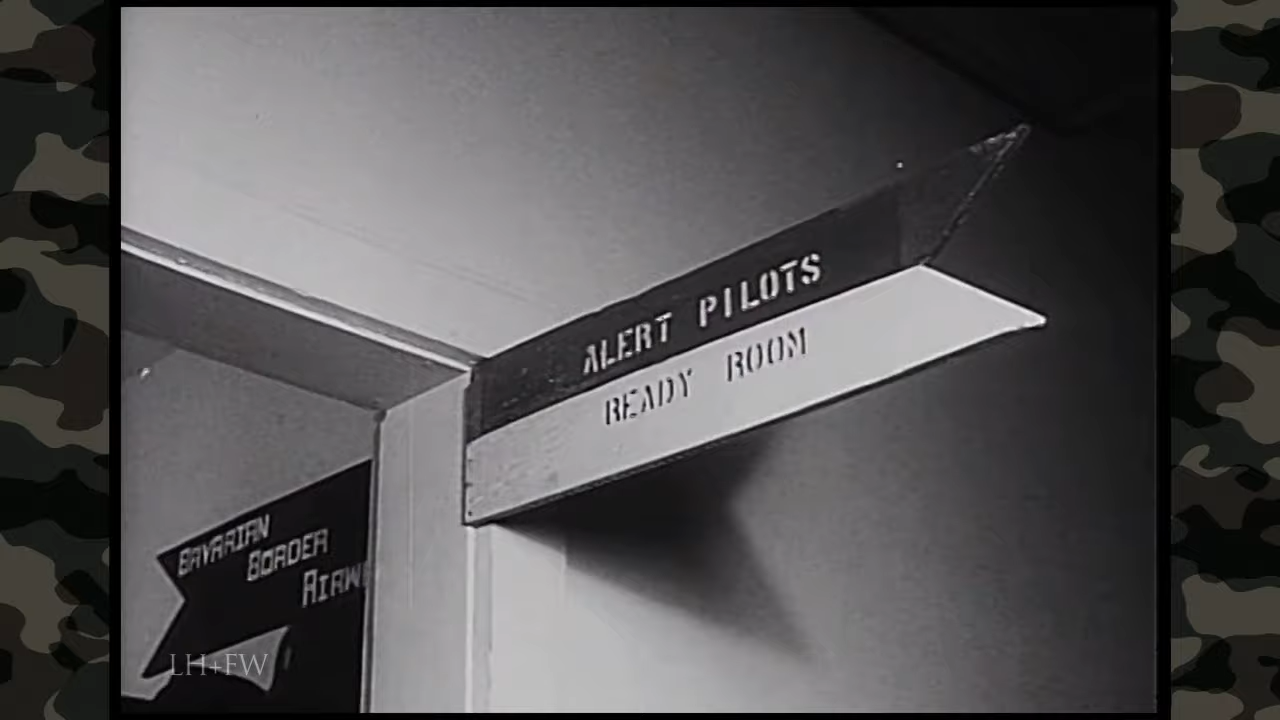 ALERT PILOTS
READY ROOM
BAVARIAN
BORDER
LH+FW